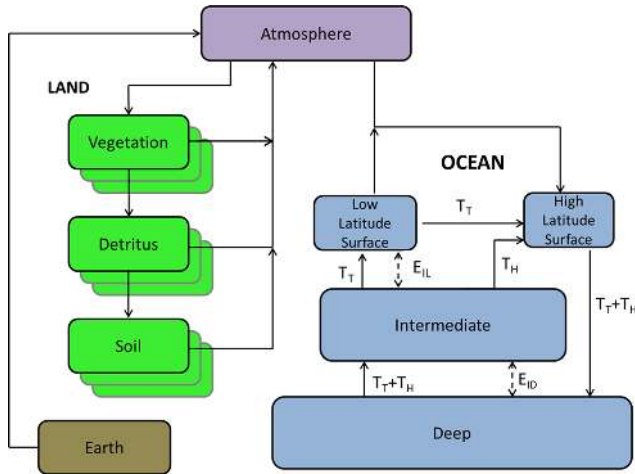 Atmosphere
LAND
Vegetation
OCEAN
Low
Latitude
Surface
High
Latitude
Surface
T_T
Detritus
T_T
E_IL
T_H
T_T+T_H
Intermediate
Soil
T_T+T_H
E_ID
Earth
Deep